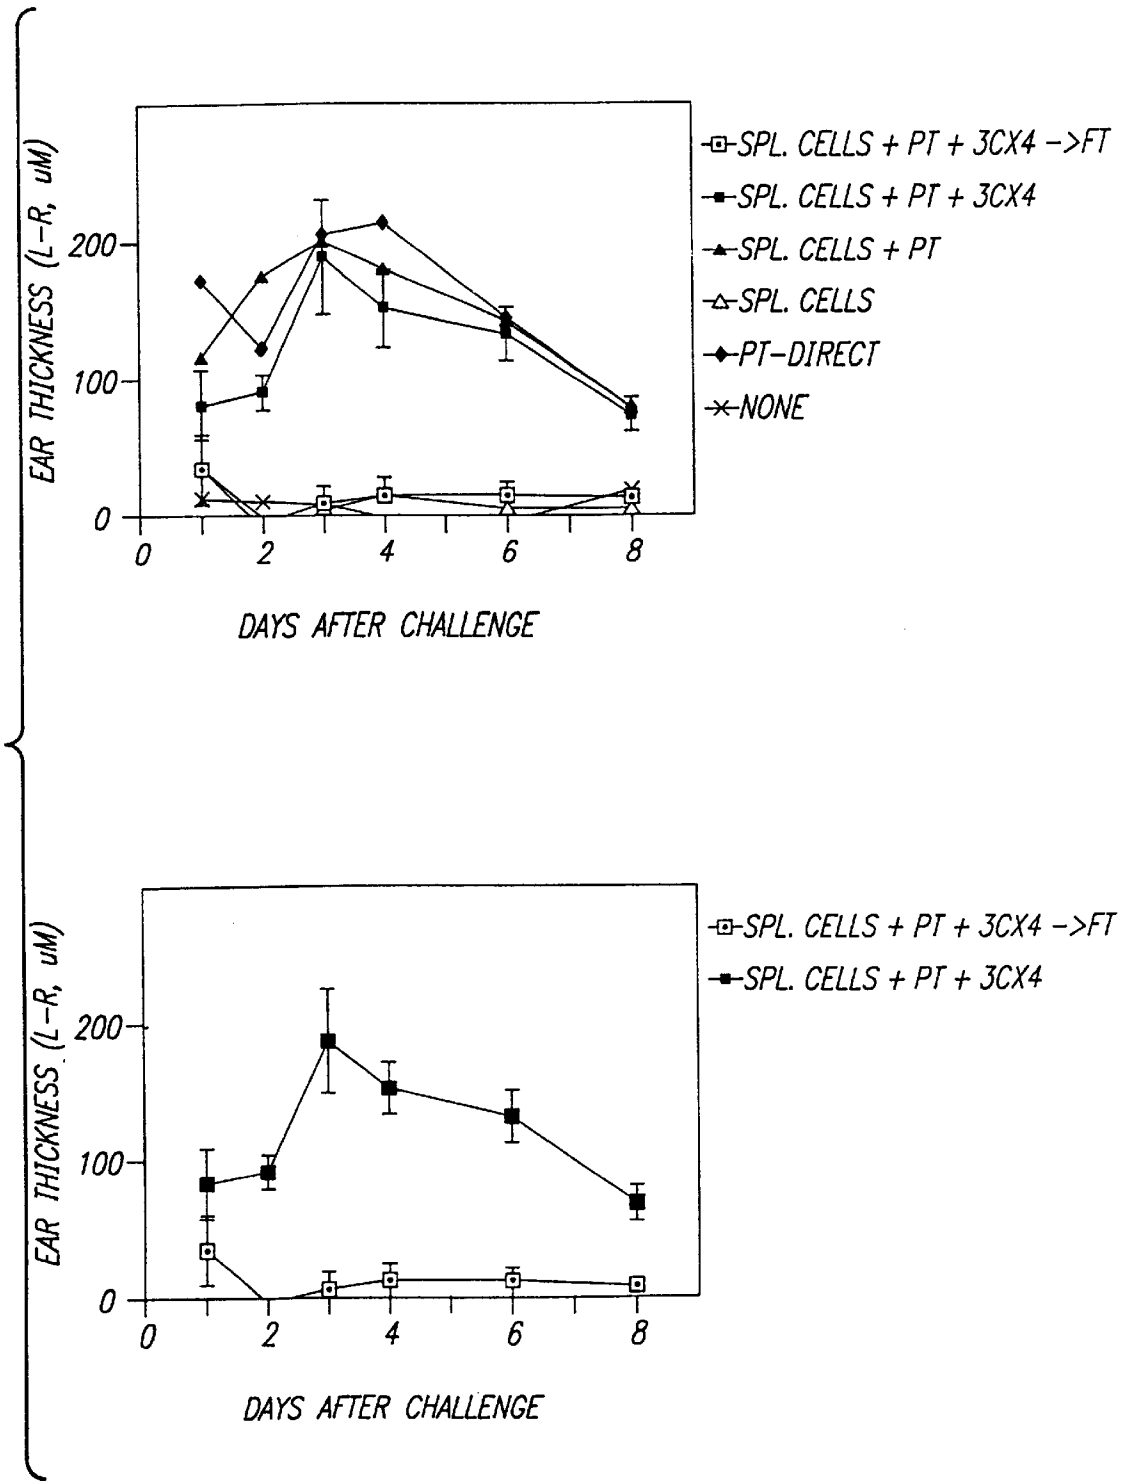 EAR THICKNESS (L-R, uM)
200
100
0
0 2 4 6 8
DAYS AFTER CHALLENGE
SPL. CELLS + PT + 3CX4 ->FT
SPL. CELLS + PT + 3CX4
SPL. CELLS + PT
SPL. CELLS
PT-DIRECT
NONE
EAR THICKNESS (L-R, uM)
200
100
0
0 2 4 6 8
DAYS AFTER CHALLENGE
SPL. CELLS + PT + 3CX4 ->FT
SPL. CELLS + PT + 3CX4